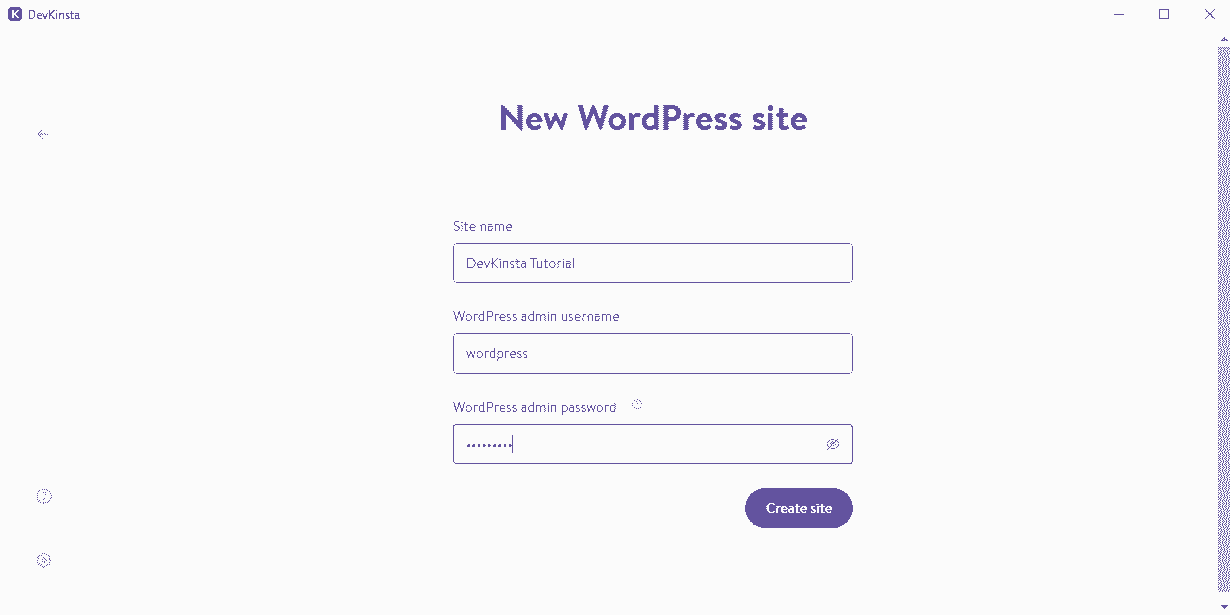 DevKinsta
New WordPress site
Site name
DevKinsta Tutorial
WordPress admin username
wordpress
WordPress admin password
•••••••••
Create site